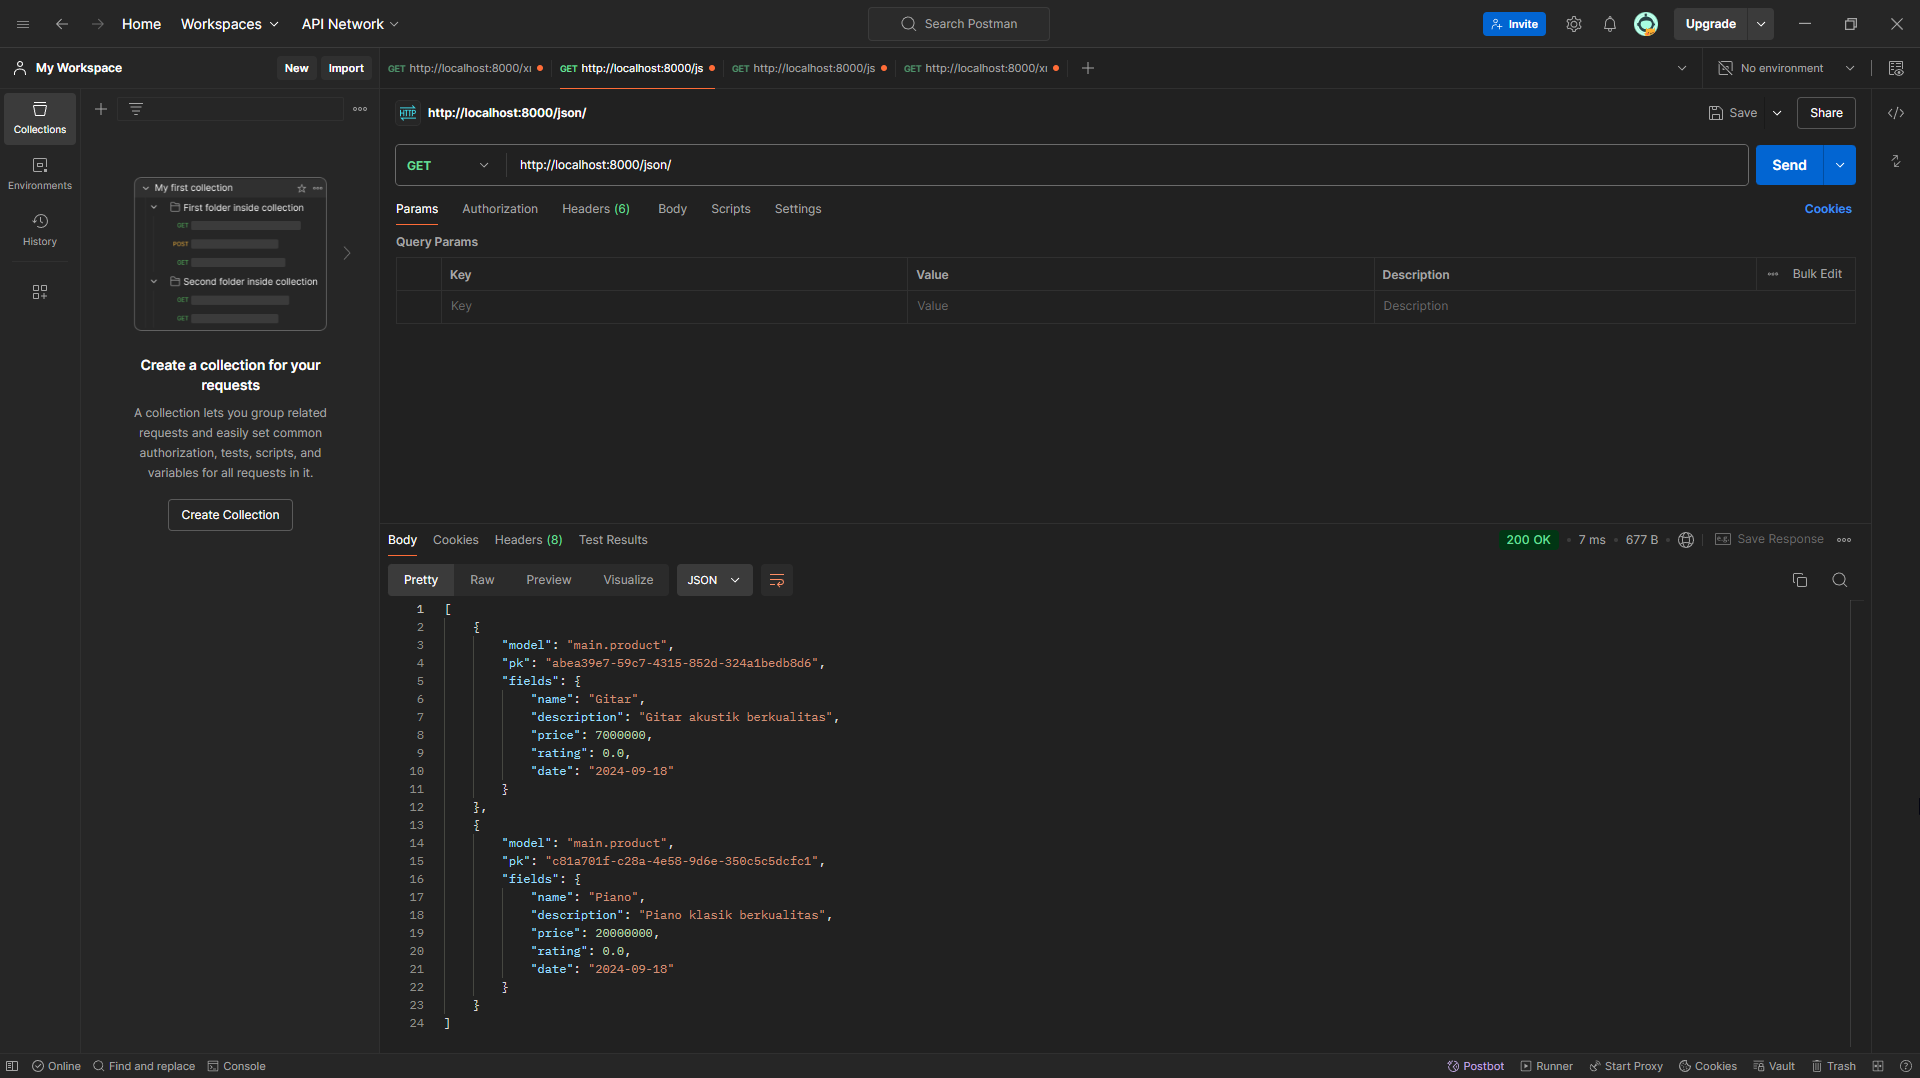 Home Workspaces API Network Search Postman Invite Upgrade
My Workspace New Import GET http://localhost:8000/xı GET http://localhost:8000/js GET http://localhost:8000/js GET http://localhost:8000/xı No environment
Collections
Environments
History
My first collection
First folder inside collection
GET
POST
GET
Second folder inside collection
GET
GET
Create a collection for your
requests
A collection lets you group related
requests and easily set common
authorization, tests, scripts, and
variables for all requests in it.
Create Collection
HTTP http://localhost:8000/json/ Save Share
GET http://localhost:8000/json/ Send
Params Authorization Headers (6) Body Scripts Settings Cookies
Query Params
Key Value Description Bulk Edit
Key Value Description
Body Cookies Headers (8) Test Results 200 OK 7 ms 677 B e.g. Save Response
Pretty Raw Preview Visualize JSON
1 [
2 {
3 "model": "main.product",
4 "pk": "abea39e7-59c7-4315-852d-324a1bedb8d6",
5 "fields": {
6 "name": "Gitar",
7 "description": "Gitar akustik berkualitas",
8 "price": 7000000,
9 "rating": 0.0,
10 "date": "2024-09-18"
11 }
12 },
13 {
14 "model": "main.product",
15 "pk": "c81a701f-c28a-4e58-9d6e-350c5c5dcfc1",
16 "fields": {
17 "name": "Piano",
18 "description": "Piano klasik berkualitas",
19 "price": 20000000,
20 "rating": 0.0,
21 "date": "2024-09-18"
22 }
23 }
24 ]
Online Find and replace Console Postbot Runner Start Proxy Cookies Vault Trash